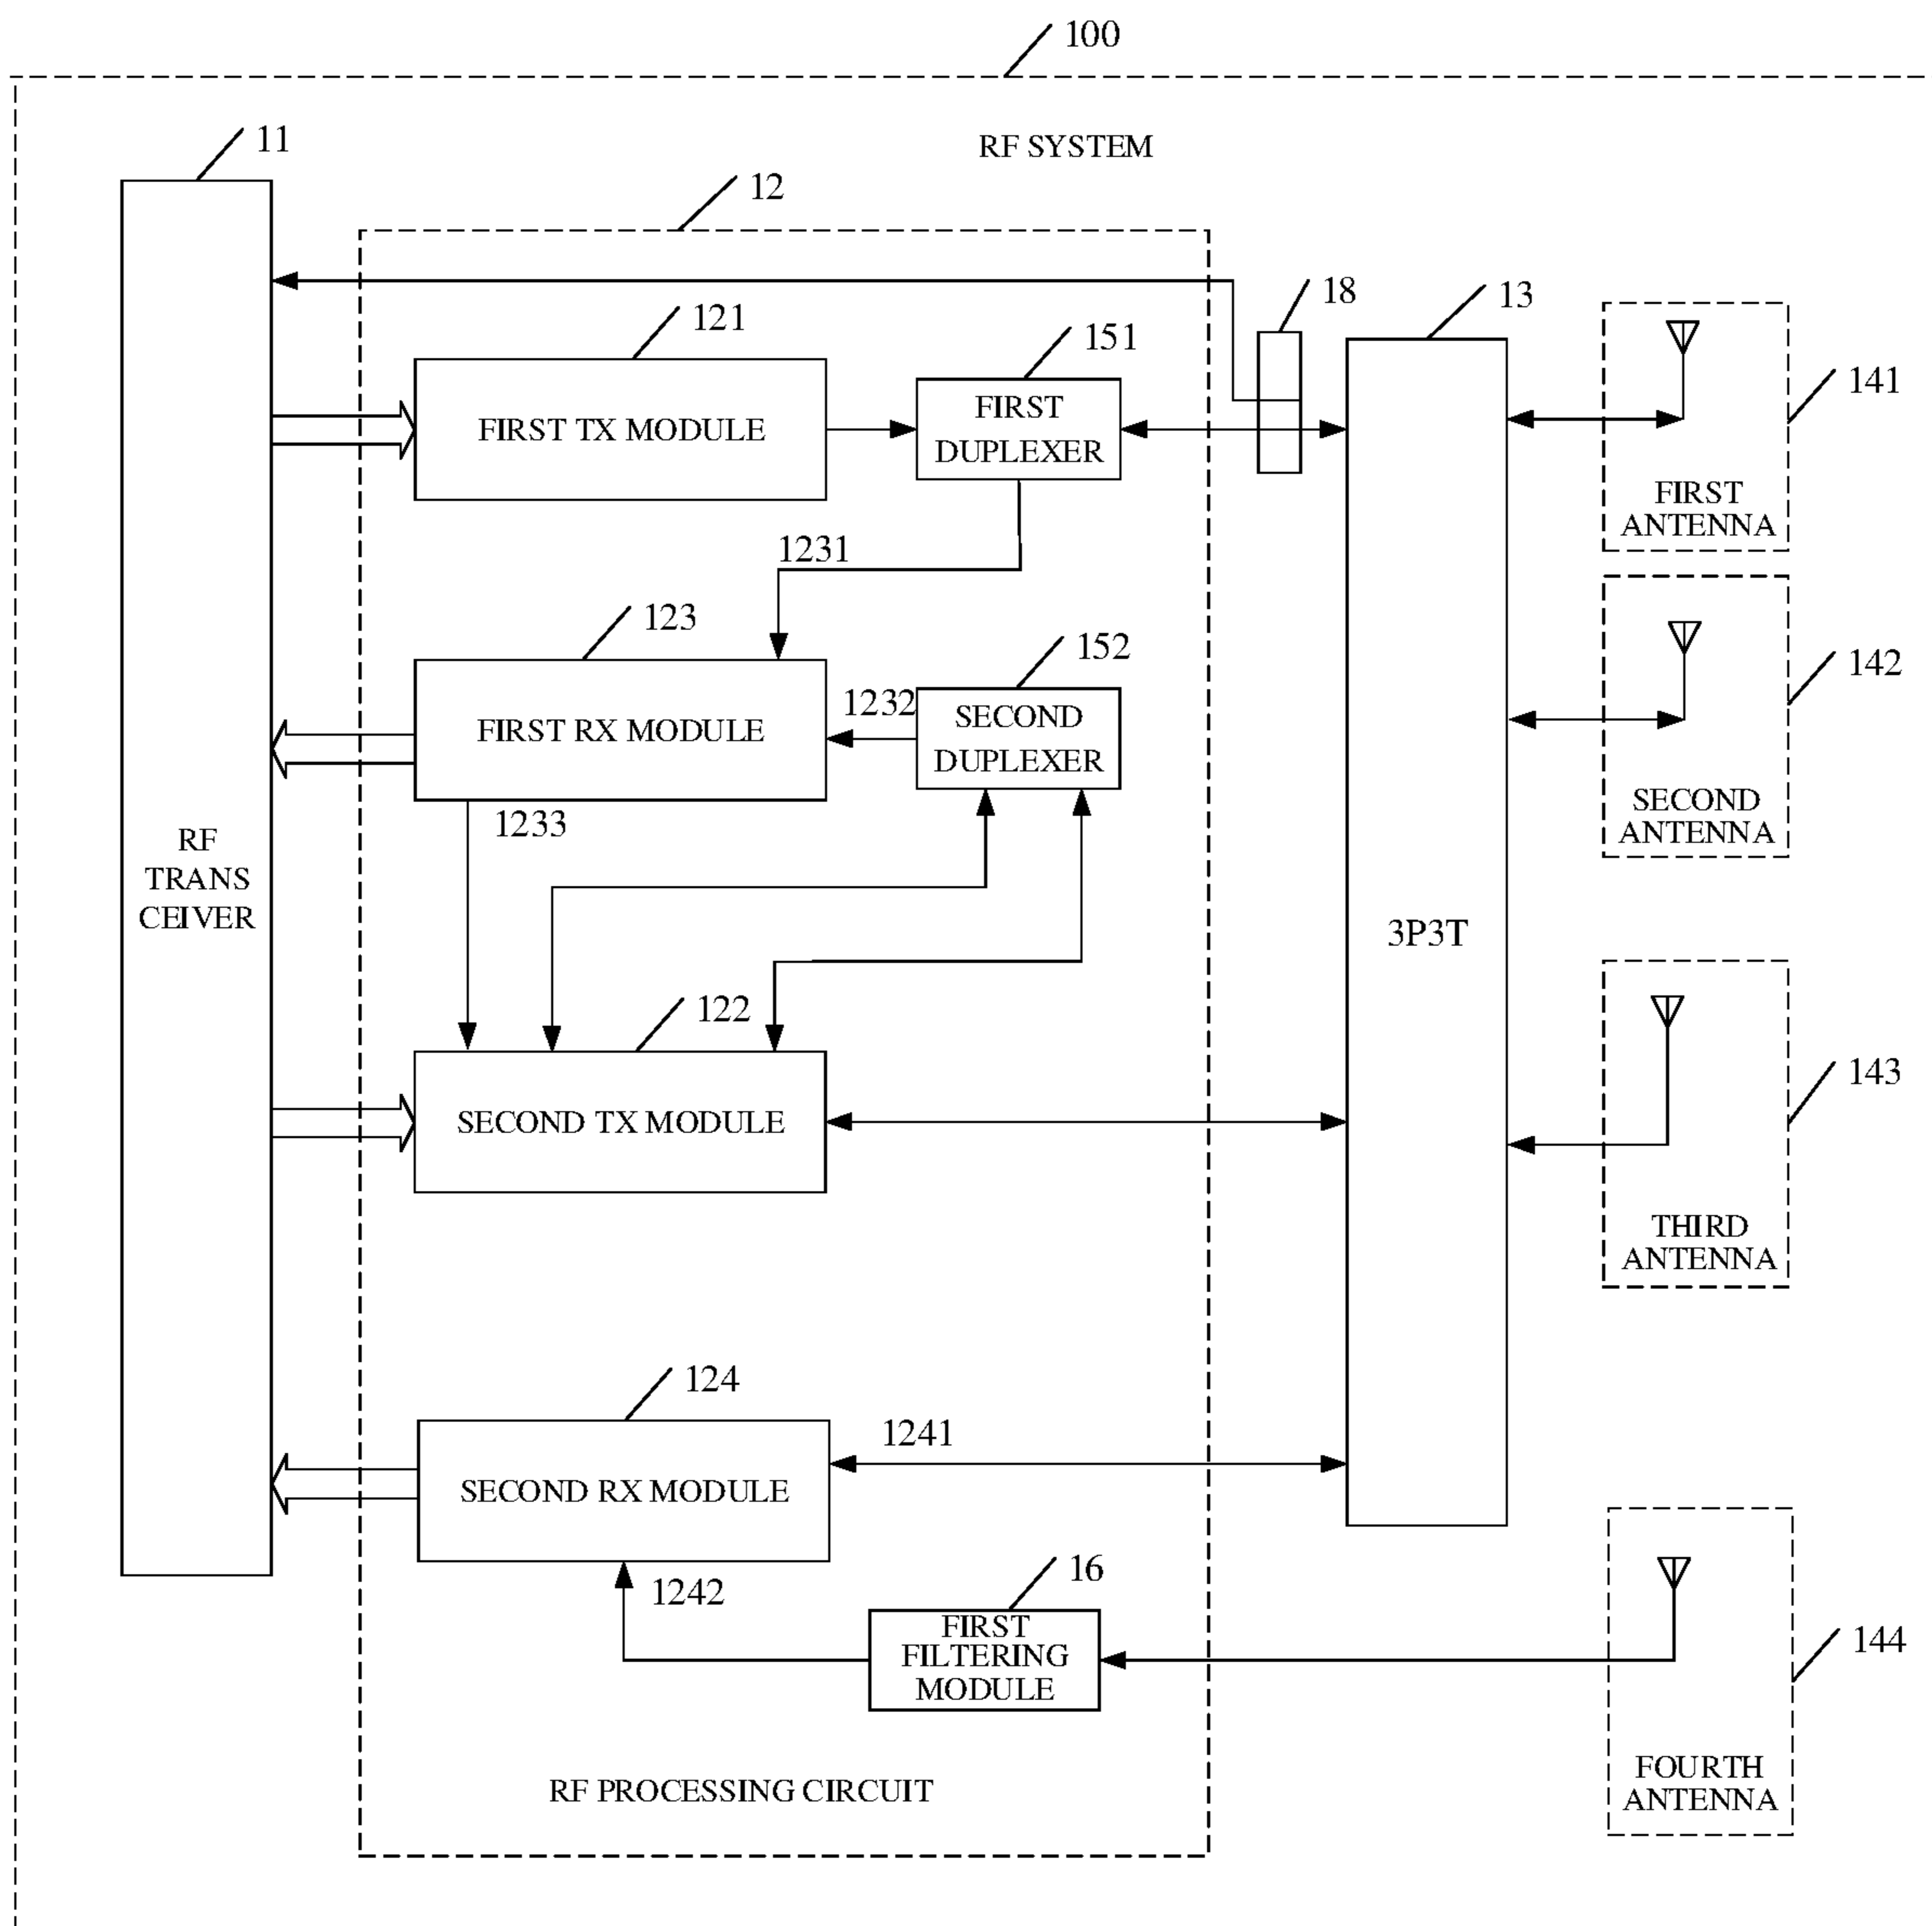 100
RF SYSTEM
11
12
18
13
121
151
141
FIRST TX MODULE
FIRST
DUPLEXER
FIRST
ANTENNA
1231
123
152
142
1232
FIRST RX MODULE
SECOND
DUPLEXER
1233
SECOND
ANTENNA
RF
TRANS
CEIVER
3P3T
122
143
SECOND TX MODULE
THIRD
ANTENNA
124
1241
SECOND RX MODULE
1242
16
FIRST
FILTERING
MODULE
144
RF PROCESSING CIRCUIT
FOURTH
ANTENNA